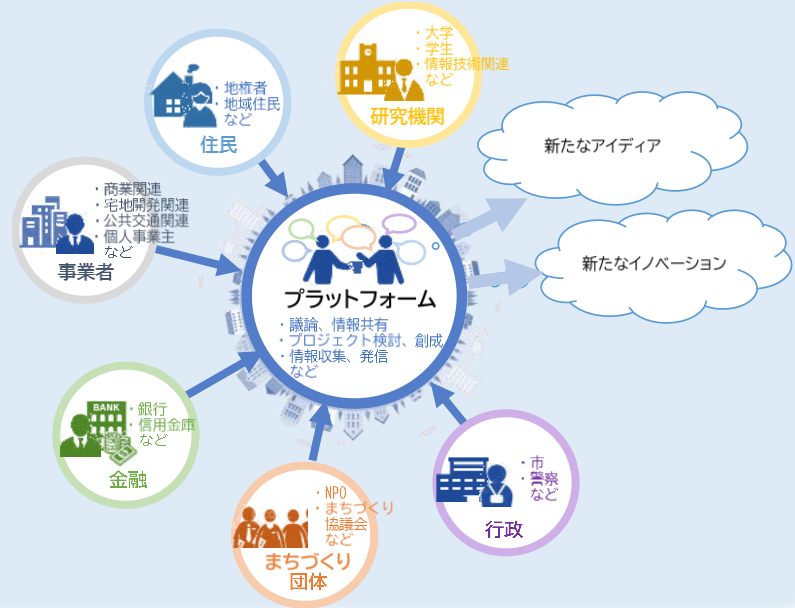 ・大学
・学生
・情報技術関連
など
研究機関
・地権者
・地域住民
など
住民
新たなアイディア
・商業関連
・宅地開発関連
・公共交通関連
・個人事業主
など
事業者
新たなイノベーション
プラットフォーム
・議論、情報共有
・プロジェクト検討、創成
・情報収集、発信
など
BANK
・銀行
・信用金庫
など
金融
・市
・警察
など
行政
・NPO
・まちづくり
協議会
など
まちづくり
団体